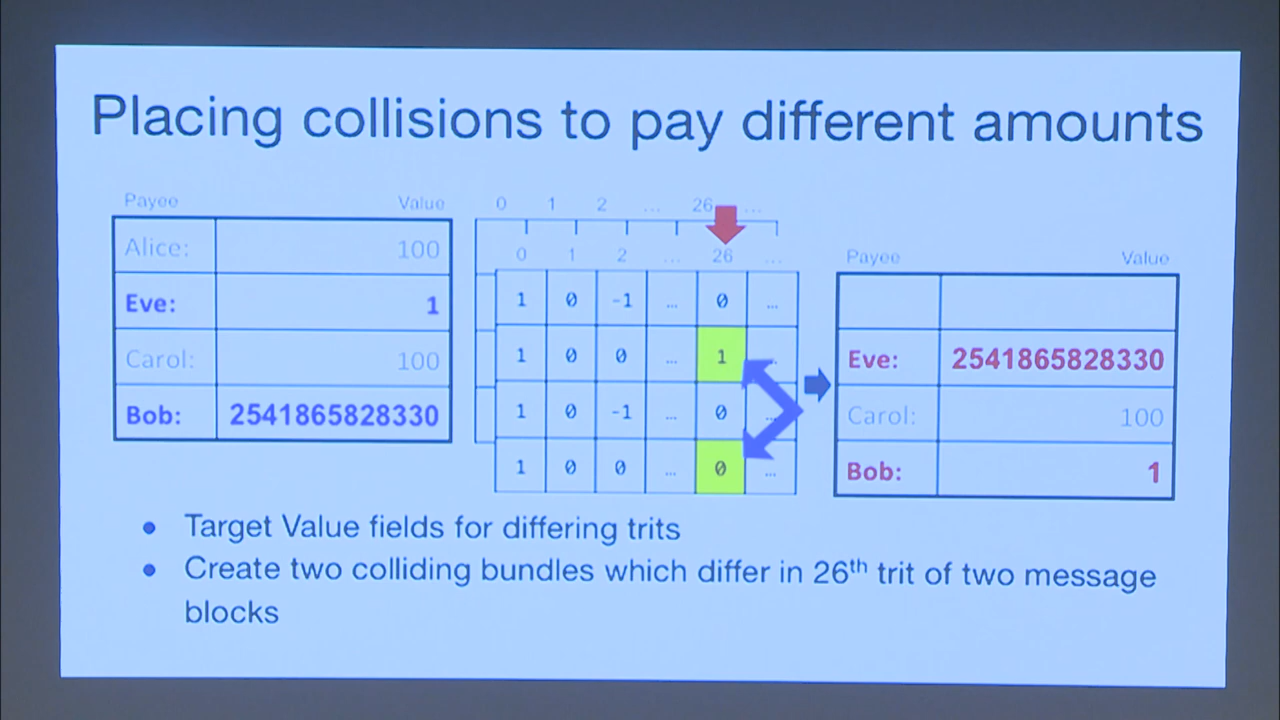 Placing collisions to pay different amounts
Payee Value
Alice: 100
Eve: 1
Carol: 100
Bob: 2541865828330
0 1 2 ... 26 ...
0 1 2 ... 26 ...
1 0 -1 ... 0 ...
1 0 0 ... 1 ...
1 0 -1 ... 0 ...
1 0 0 ... 0 ...
Payee Value
Eve: 2541865828330
Carol: 100
Bob: 1
• Target Value fields for differing trits
• Create two colliding bundles which differ in 26th trit of two message
blocks